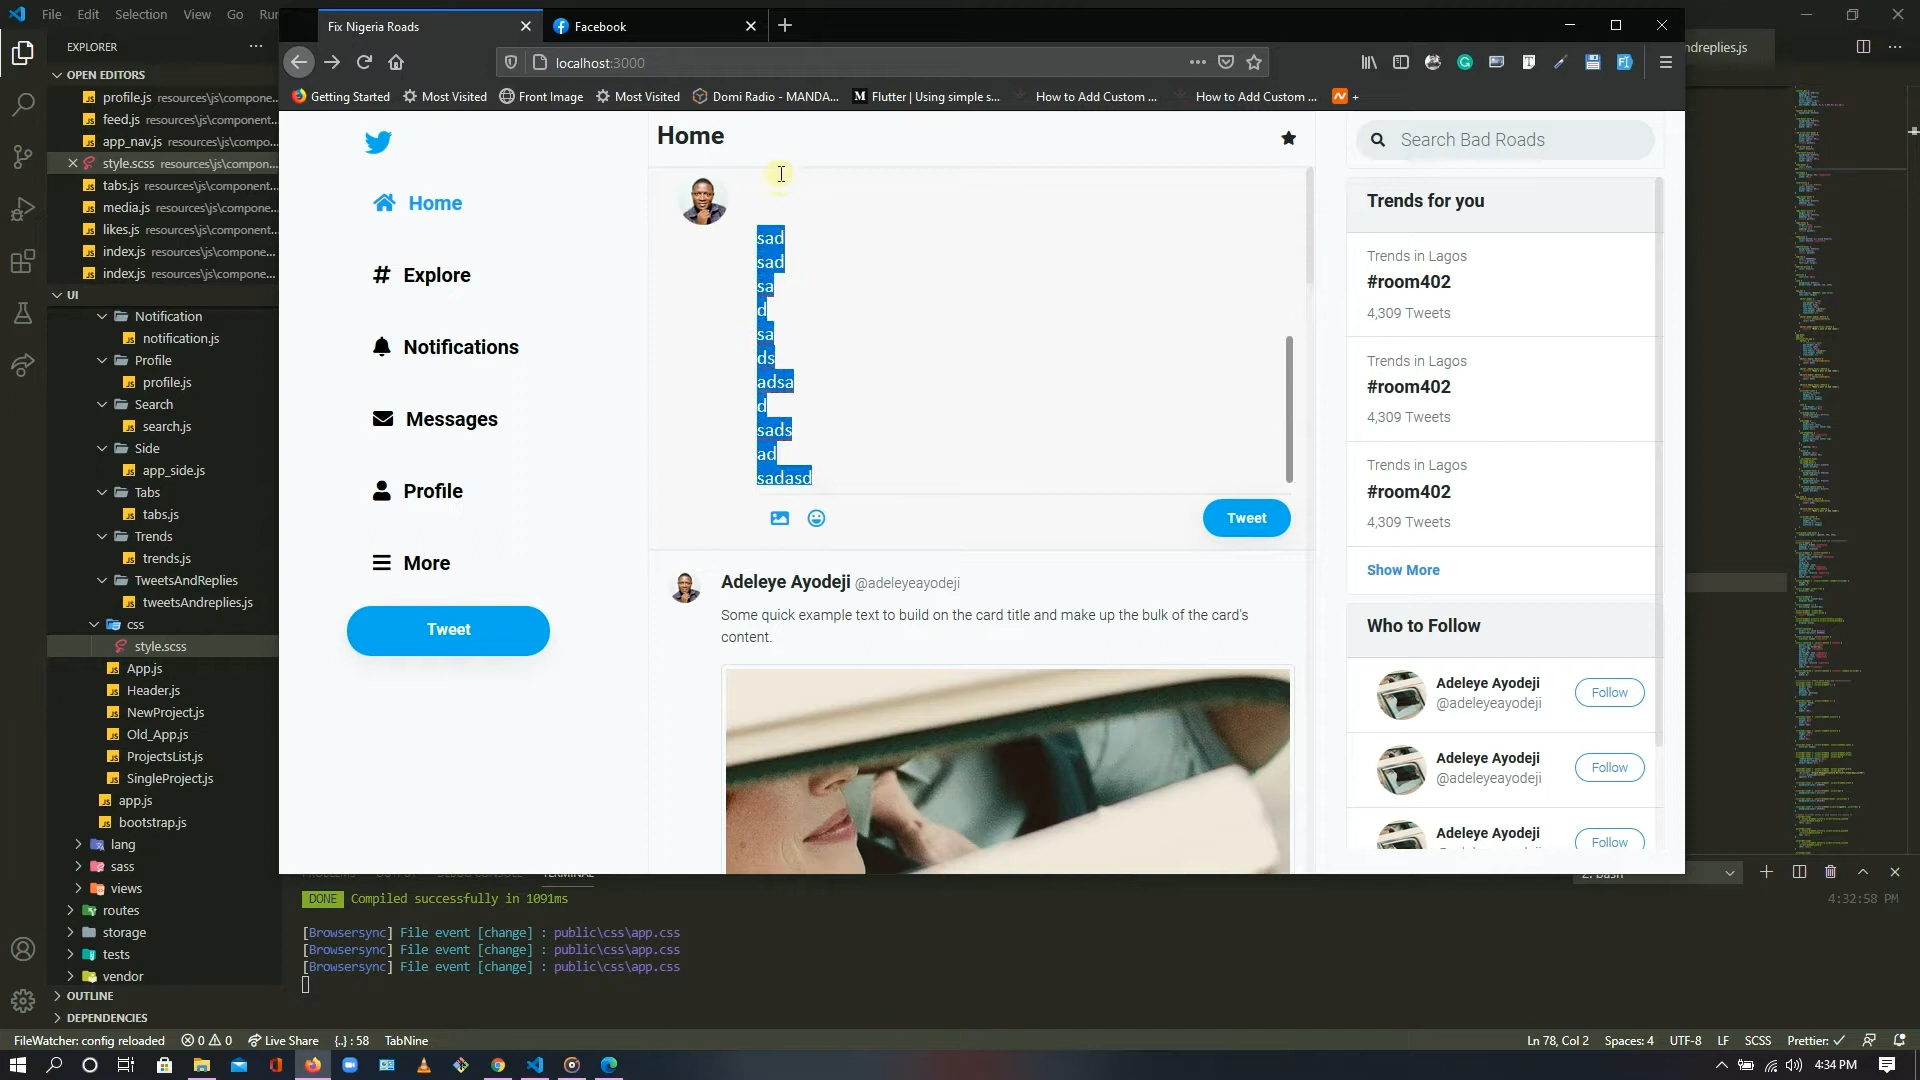 File Edit Selection View Go Run
EXPLORER
OPEN EDITORS
profile.js resources\js\compone...
feed.js resources\js\component...
app_nav.js resources\js\compo...
style.scss resources\js\compon...
tabs.js resources\js\component...
media.js resources\js\compone...
likes.js resources\js\component...
index.js resources\js\compone...
index.js resources\js\compone...
UI
Notification
notification.js
Profile
profile.js
Search
search.js
Side
app_side.js
Tabs
tabs.js
Trends
trends.js
TweetsAndReplies
tweetsAndreplies.js
css
style.scss
App.js
Header.js
NewProject.js
Old_App.js
ProjectsList.js
SingleProject.js
app.js
bootstrap.js
lang
sass
views
routes
storage
tests
vendor
OUTLINE
DEPENDENCIES
Fix Nigeria Roads
Facebook
ndreplies.js
localhost:3000
Getting Started Most Visited Front Image Most Visited Domi Radio - MANDA... Flutter | Using simple s... How to Add Custom ... How to Add Custom ... +
Home
Explore
Notifications
Messages
Profile
More
Tweet
Home
sad
sad
sa
d
sa
ds
adsa
d
sads
ad
sadasd
Tweet
Adeleye Ayodeji @adeleyeayodeji
Some quick example text to build on the card title and make up the bulk of the card's
content.
Search Bad Roads
Trends for you
Trends in Lagos
#room402
4,309 Tweets
Trends in Lagos
#room402
4,309 Tweets
Trends in Lagos
#room402
4,309 Tweets
Show More
Who to Follow
Adeleye Ayodeji
@adeleyeayodeji
Follow
Adeleye Ayodeji
@adeleyeayodeji
Follow
Adeleye Ayodeji
Follow
TERMINAL
2: bash
DONE Compiled successfully in 1091ms
4:32:58 PM
[Browsersync] File event [change] : public\css\app.css
[Browsersync] File event [change] : public\css\app.css
[Browsersync] File event [change] : public\css\app.css
FileWatcher: config reloaded 0 0 Live Share {..} : 58 TabNine
Ln 78, Col 2 Spaces: 4 UTF-8 LF SCSS Prettier: ✓
4:34 PM